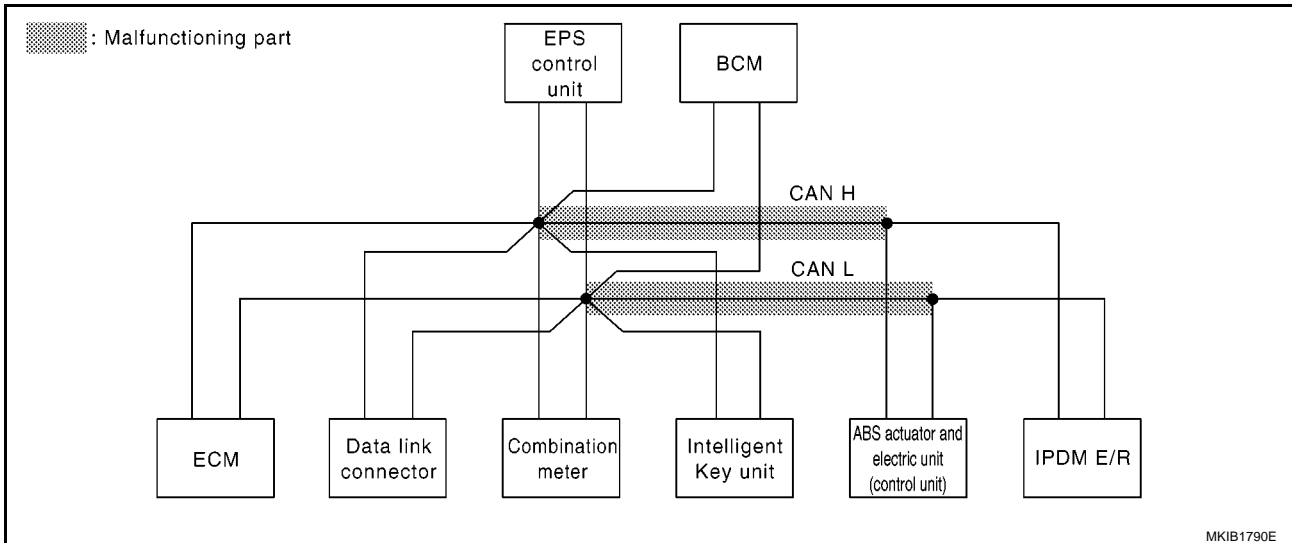 : Malfunctioning part
EPS
control
unit
BCM
CAN H
CAN L
ECM
Data link
connector
Combination
meter
Intelligent
Key unit
ABS actuator and
electric unit
(control unit)
IPDM E/R
MKIB1790E